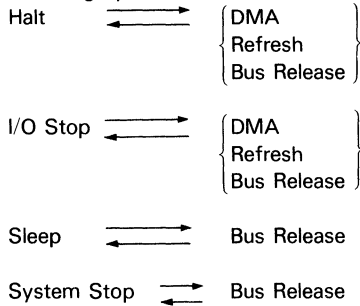 Halt DMA
Refresh
Bus Release
I/O Stop DMA
Refresh
Bus Release
Sleep Bus Release
System Stop Bus Release